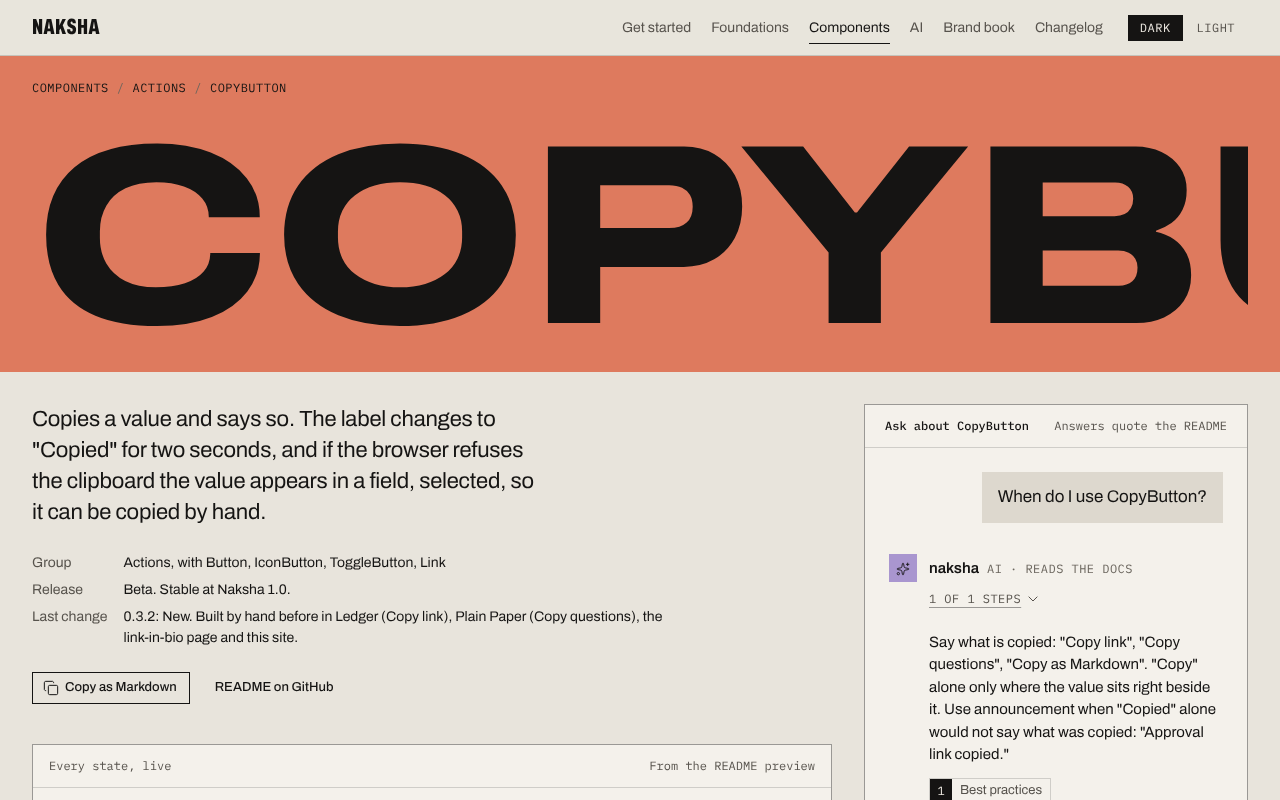 NAKSHA
Get started Foundations Components AI Brand book Changelog DARK LIGHT
COMPONENTS / ACTIONS / COPYBUTTON
COPYBU
Copies a value and says so. The label changes to
"Copied" for two seconds, and if the browser refuses
the clipboard the value appears in a field, selected, so
it can be copied by hand.
Group Actions, with Button, IconButton, ToggleButton, Link
Release Beta. Stable at Naksha 1.0.
Last change 0.3.2: New. Built by hand before in Ledger (Copy link), Plain Paper (Copy questions), the
link-in-bio page and this site.
Copy as Markdown README on GitHub
Every state, live From the README preview
Ask about CopyButton Answers quote the README
When do I use CopyButton?
naksha AI · READS THE DOCS
1 OF 1 STEPS
Say what is copied: "Copy link", "Copy
questions", "Copy as Markdown". "Copy"
alone only where the value sits right beside
it. Use announcement when "Copied" alone
would not say what was copied: "Approval
link copied."
1 Best practices